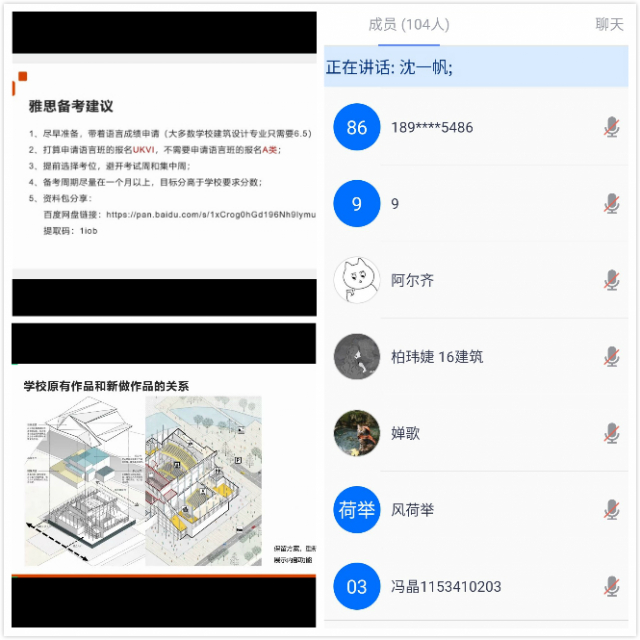 雅思备考建议
1、尽早准备，带着语言成绩申请（大多数学校建筑设计专业只需要6.5）
2、打算申请语言班的报名UKVI，不需要申请语言班的报名A类；
3、提前选择考位，避开考试周和集中周；
4、备考周期尽量在一个月以上，目标分高于学校要求分数；
5、资料包分享：
百度网盘链接：https://pan.baidu.com/s/1xCrog0hGd196Nh9lymu
提取码：1iob
学校原有作品和新做作品的关系
保留方案，
展示内部功能
成员 (104人)
聊天
正在讲话: 沈一帆;
86
189****5486
9
9
阿尔齐
柏玮婕 16建筑
婵歌
荷举
风荷举
03
冯晶1153410203